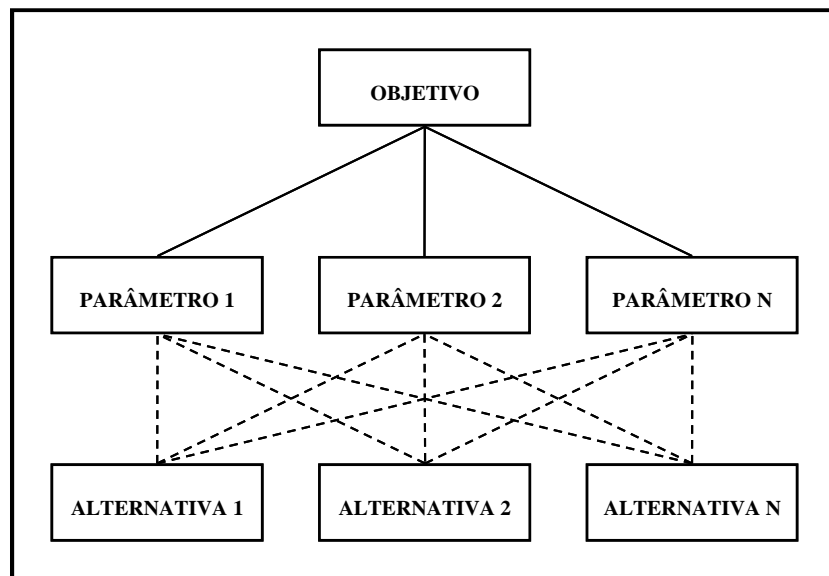 OBJETIVO
PARÂMETRO 1
PARÂMETRO 2
PARÂMETRO N
ALTERNATIVA 1
ALTERNATIVA 2
ALTERNATIVA N